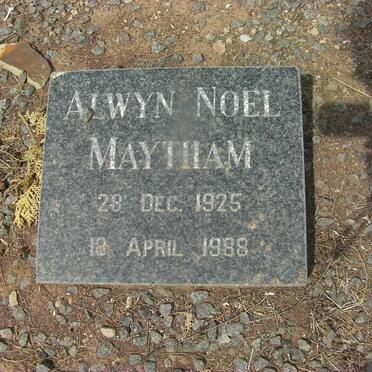 ALWYN NOEL
MAYTHAM
28 DEC. 1925
18 APRIL 1988